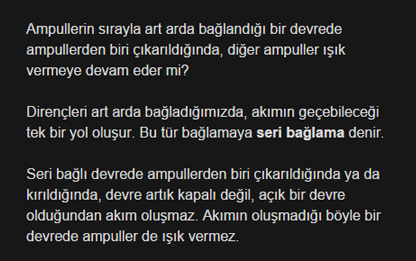 Ampullerin sırayla art arda bağlandığı bir devrede
ampullerden biri çıkarıldığında, diğer ampuller ışık
vermeye devam eder mi?
Dirençleri art arda bağladığımızda, akımın geçebileceği
tek bir yol oluşur. Bu tür bağlamaya seri bağlama denir.
Seri bağlı devrede ampullerden biri çıkarıldığında ya da
kırıldığında, devre artık kapalı değil, açık bir devre
olduğundan akım oluşmaz. Akımın oluşmadığı böyle bir
devrede ampuller de ışık vermez.